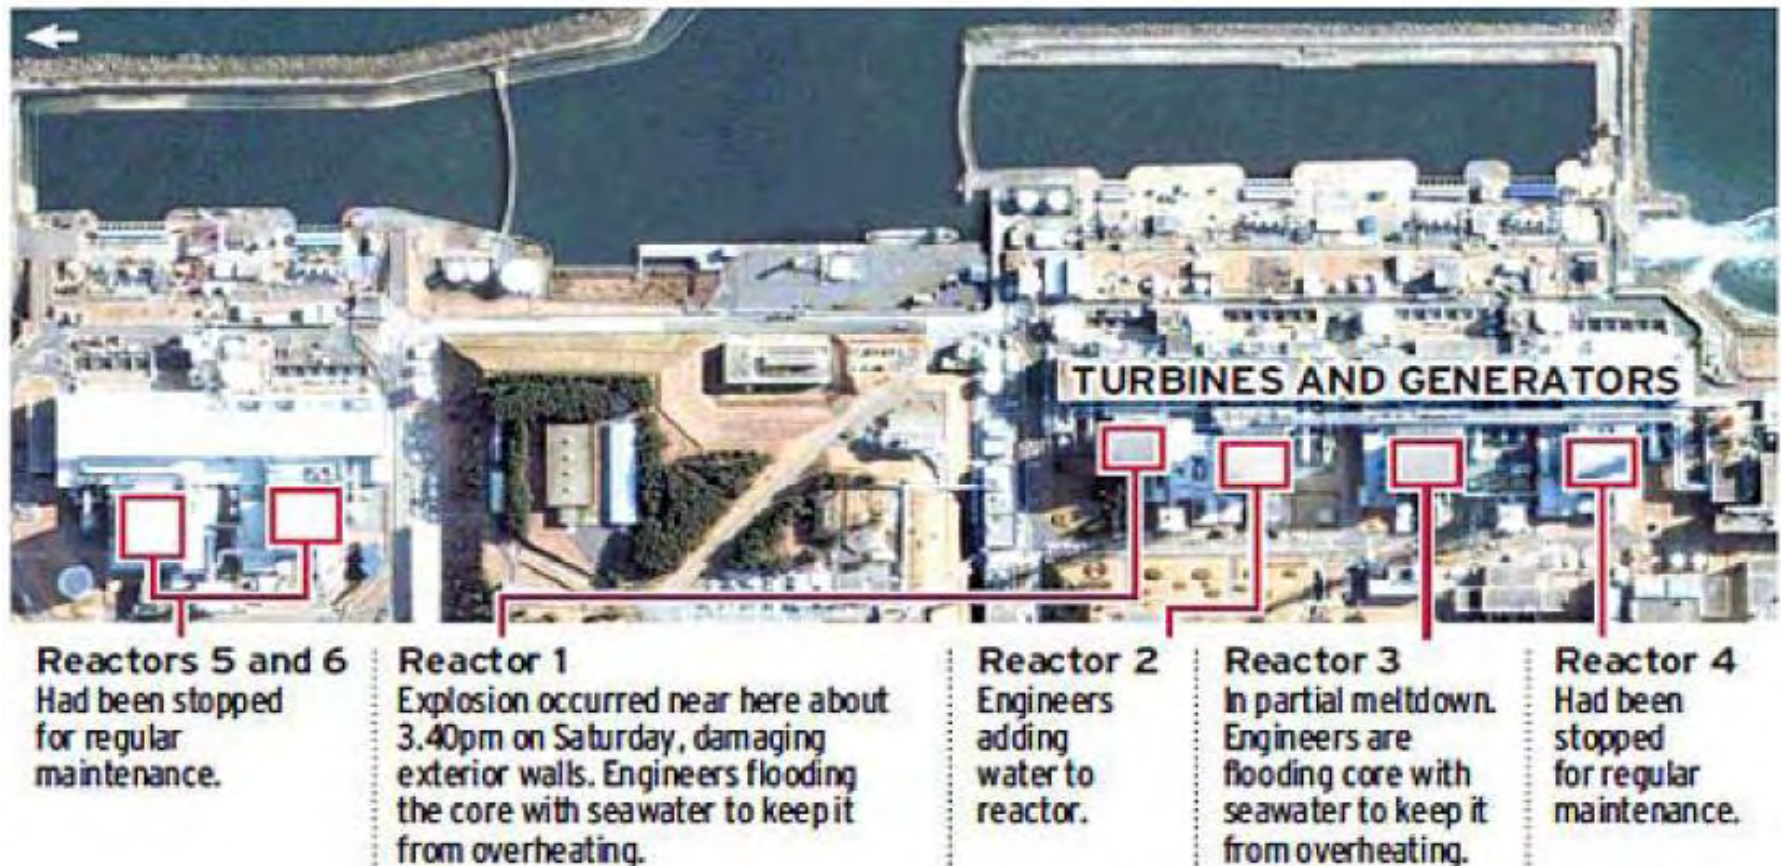 TURBINES AND GENERATORS
Reactors 5 and 6
Had been stopped
for regular
maintenance.
Reactor 1
Explosion occurred near here about
3.40pm on Saturday, damaging
exterior walls. Engineers flooding
the core with seawater to keep it
from overheating.
Reactor 2
Engineers
adding
water to
reactor.
Reactor 3
In partial meltdown.
Engineers are
flooding core with
seawater to keep it
from overheating.
Reactor 4
Had been
stopped
for regular
maintenance.